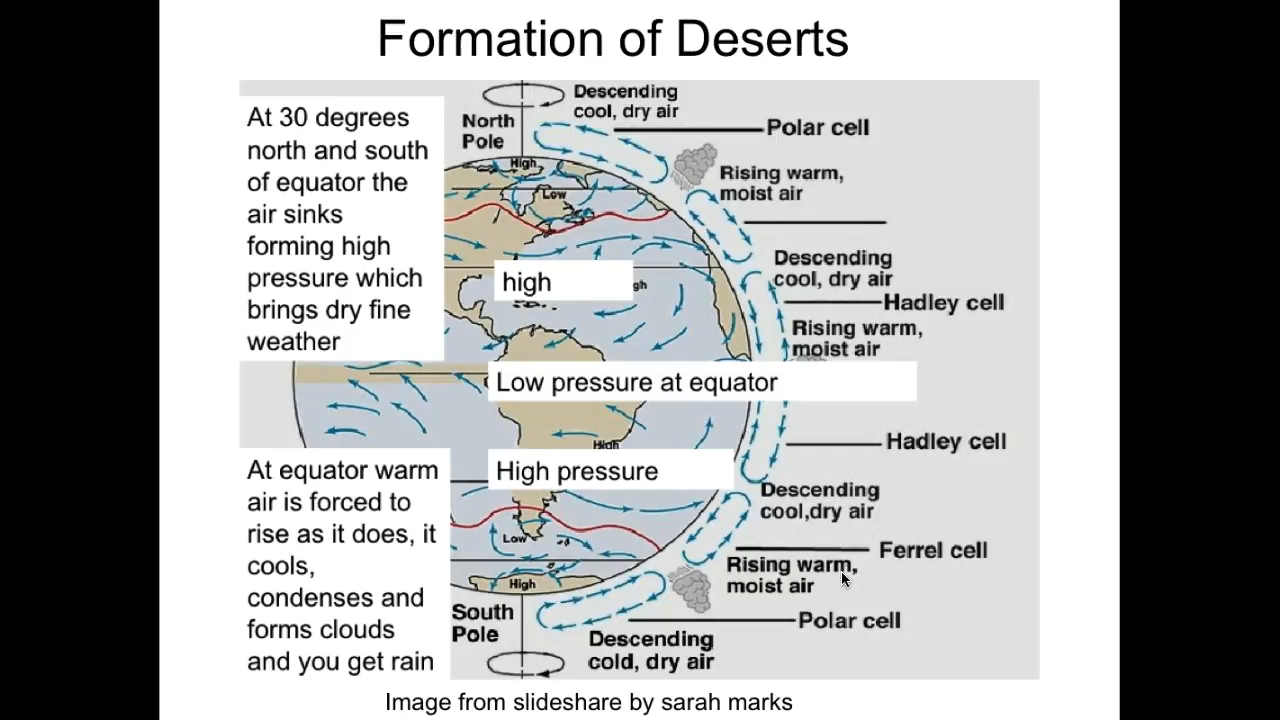 Formation of Deserts
At 30 degrees
north and south
of equator the
air sinks
forming high
pressure which
brings dry fine
weather
At equator warm
air is forced to
rise as it does, it
cools,
condenses and
forms clouds
and you get rain
Descending
cool, dry air
North
Pole
Polar cell
High
Rising warm,
moist air
Low
Descending
cool, dry air
high
gh
Hadley cell
Rising warm,
moist air
Low pressure at equator
High
Hadley cell
High pressure
Descending
cool,dry air
Low
Ferrel cell
Rising warm,
moist air
High
South
Pole
Polar cell
Descending
cold, dry air
Image from slideshare by sarah marks